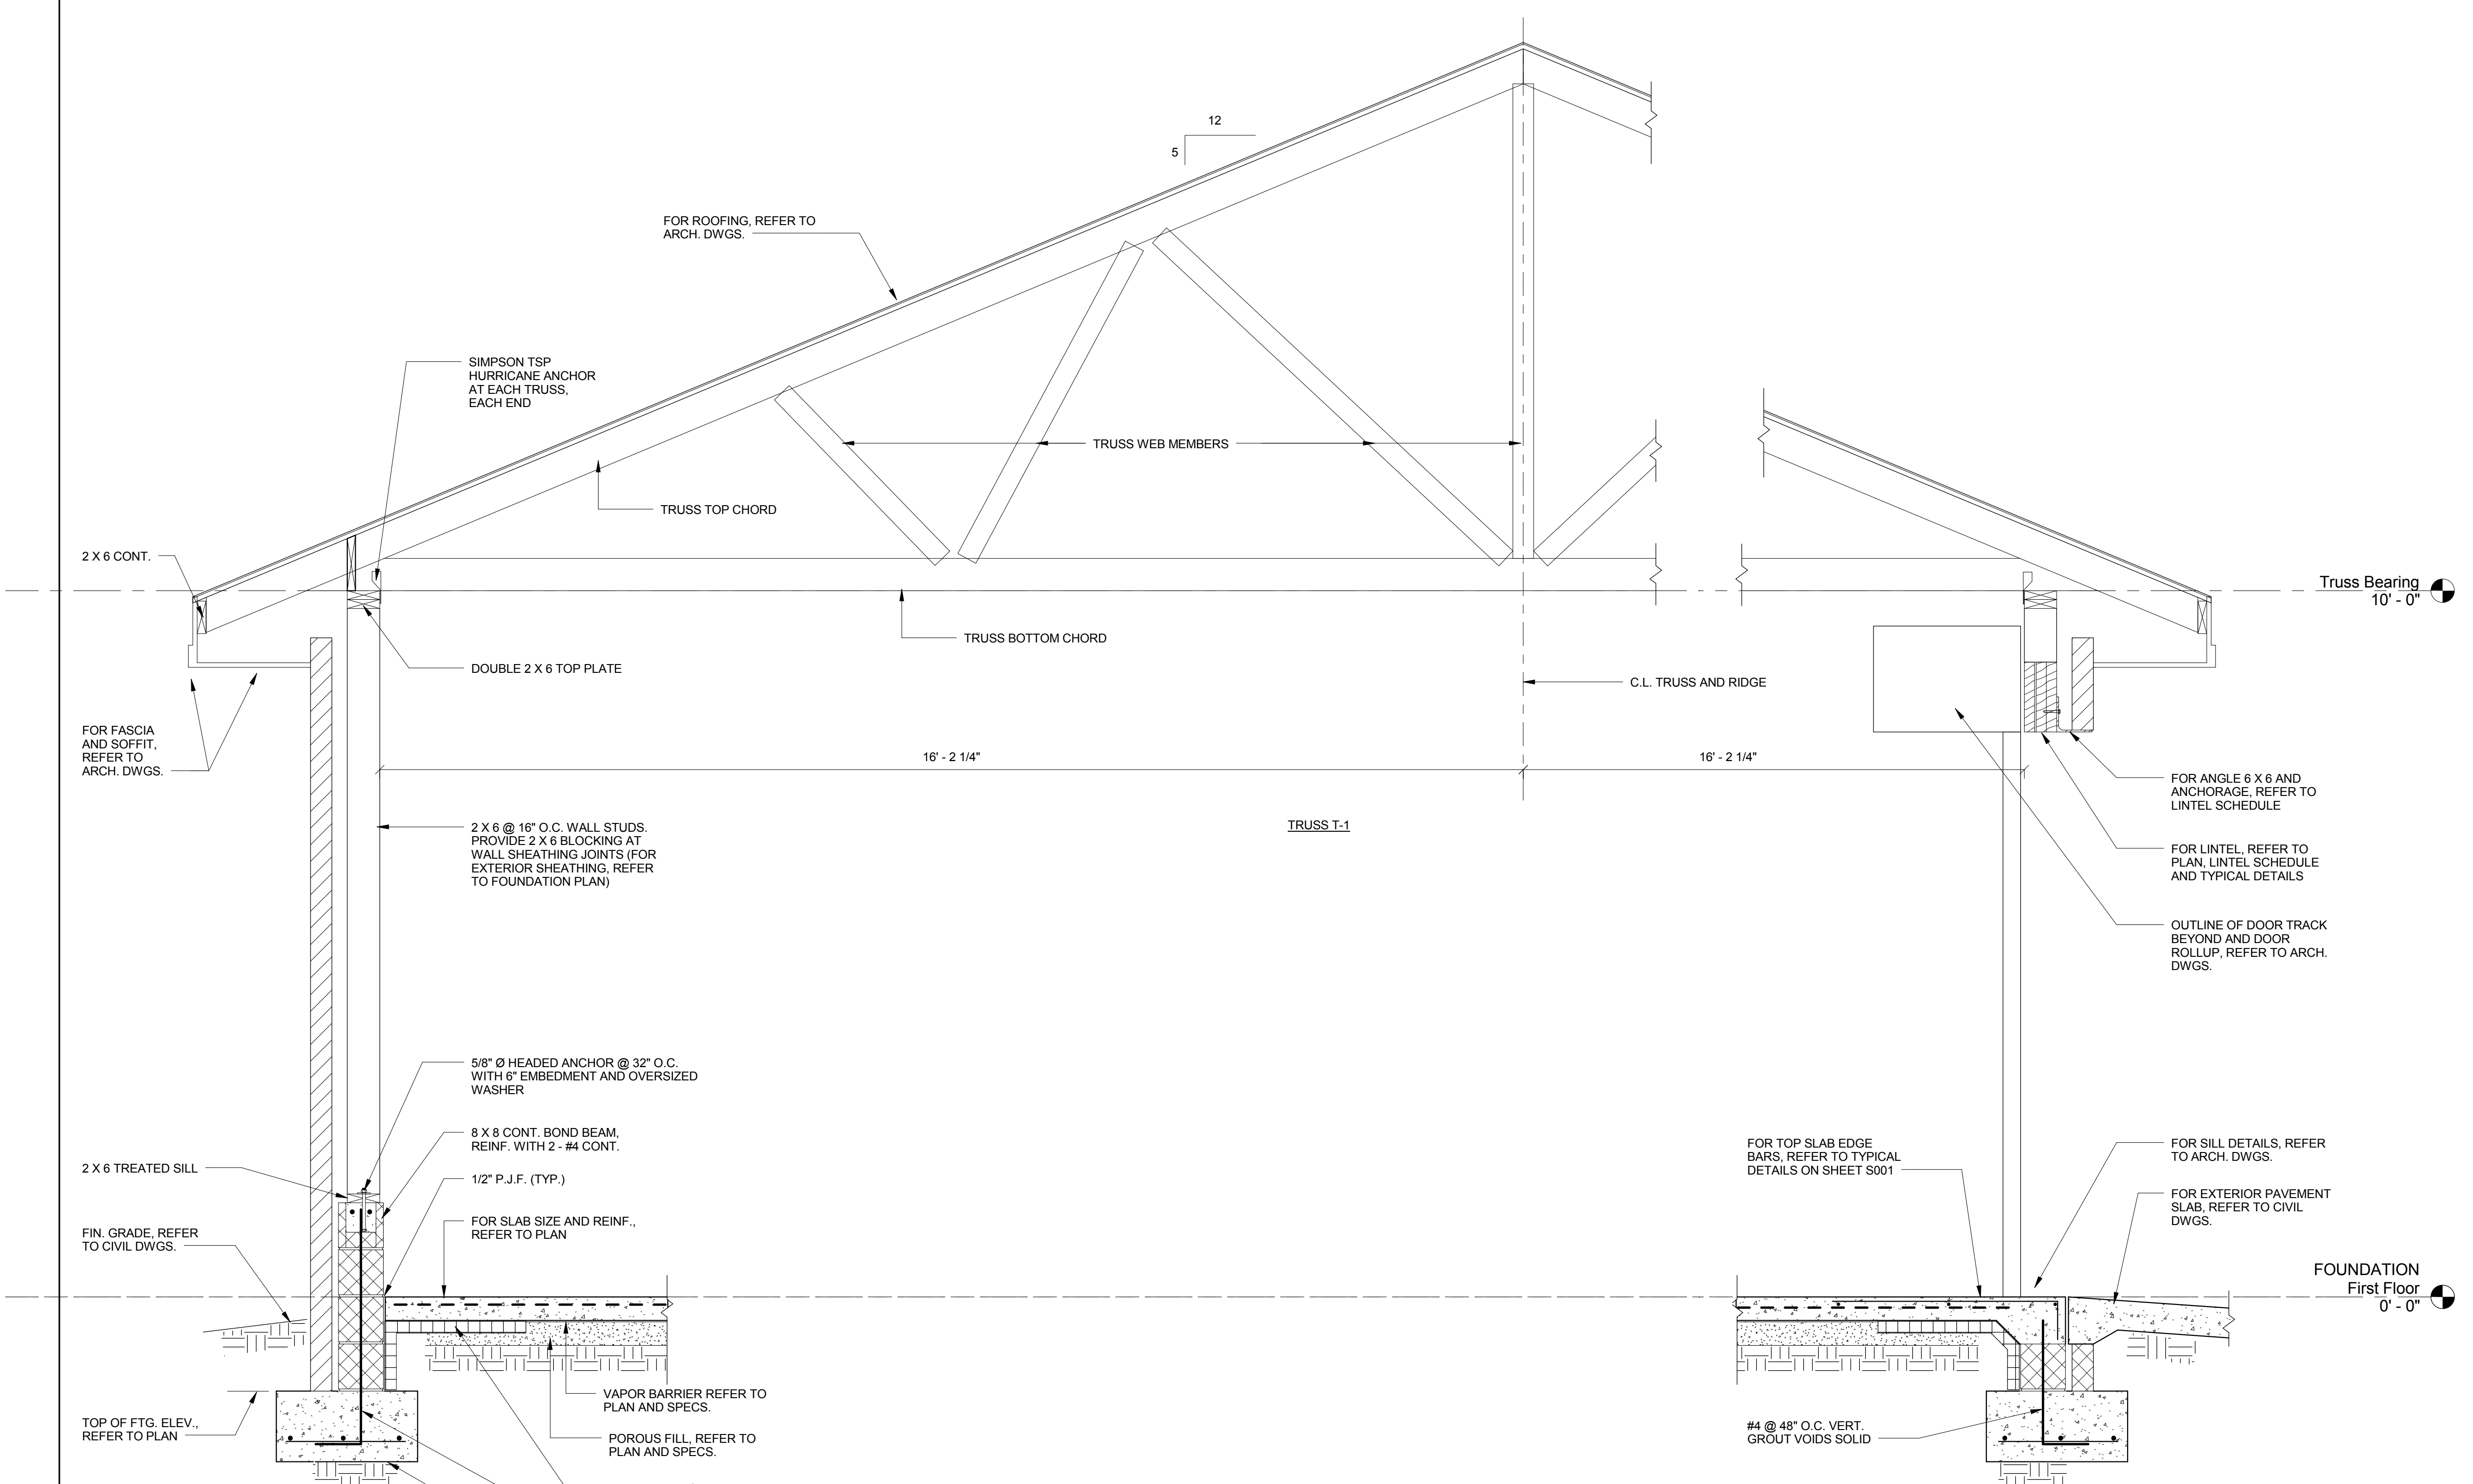 12
5
FOR ROOFING, REFER TO
ARCH. DWGS.
SIMPSON TSP
HURRICANE ANCHOR
AT EACH TRUSS,
EACH END
TRUSS WEB MEMBERS
TRUSS TOP CHORD
2 X 6 CONT.
Truss Bearing
10' - 0"
TRUSS BOTTOM CHORD
DOUBLE 2 X 6 TOP PLATE
C.L. TRUSS AND RIDGE
FOR FASCIA
AND SOFFIT,
REFER TO
ARCH. DWGS.
16' - 2 1/4"
16' - 2 1/4"
FOR ANGLE 6 X 6 AND
ANCHORAGE, REFER TO
LINTEL SCHEDULE
2 X 6 @ 16" O.C. WALL STUDS.
PROVIDE 2 X 6 BLOCKING AT
WALL SHEATHING JOINTS (FOR
EXTERIOR SHEATHING, REFER
TO FOUNDATION PLAN)
TRUSS T-1
FOR LINTEL, REFER TO
PLAN, LINTEL SCHEDULE
AND TYPICAL DETAILS
OUTLINE OF DOOR TRACK
BEYOND AND DOOR
ROLLUP, REFER TO ARCH.
DWGS.
5/8" Ø HEADED ANCHOR @ 32" O.C.
WITH 6" EMBEDMENT AND OVERSIZED
WASHER
8 X 8 CONT. BOND BEAM,
REINF. WITH 2 - #4 CONT.
2 X 6 TREATED SILL
1/2" P.J.F. (TYP.)
FOR TOP SLAB EDGE
BARS, REFER TO TYPICAL
DETAILS ON SHEET S001
FOR SILL DETAILS, REFER
TO ARCH. DWGS.
FOR EXTERIOR PAVEMENT
SLAB, REFER TO CIVIL
DWGS.
FIN. GRADE, REFER
TO CIVIL DWGS.
FOR SLAB SIZE AND REINF.,
REFER TO PLAN
FOUNDATION
First Floor
0' - 0"
VAPOR BARRIER REFER TO
PLAN AND SPECS.
TOP OF FTG. ELEV.,
REFER TO PLAN
POROUS FILL, REFER TO
PLAN AND SPECS.
#4 @ 48" O.C. VERT.
GROUT VOIDS SOLID